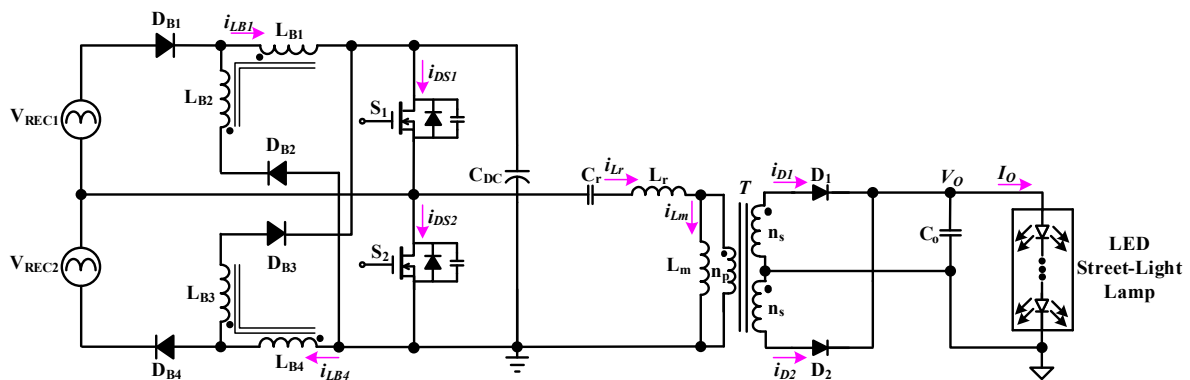 D_B1
i_LB1
L_B1
i_DS1
L_B2
V_REC1
S_1
D_B2
C_DC
C_r
i_Lr
L_r
i_Lm
T
i_D1
D_1
V_O
I_O
i_DS2
D_B3
S_2
V_REC2
L_B3
L_m
n_p
n_s
n_s
C_o
LED
Street-Light
Lamp
D_B4
L_B4
i_LB4
i_D2
D_2